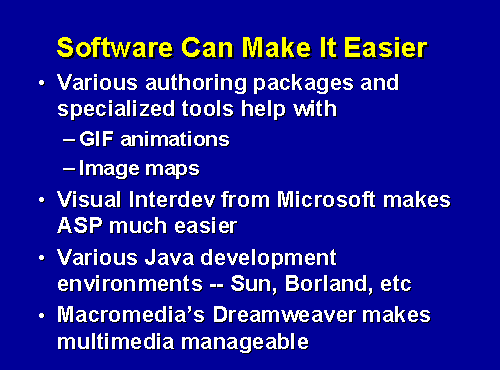 Software Can Make It Easier
• Various authoring packages and
specialized tools help with
– GIF animations
– Image maps
• Visual Interdev from Microsoft makes
ASP much easier
• Various Java development
environments -- Sun, Borland, etc
• Macromedia's Dreamweaver makes
multimedia manageable